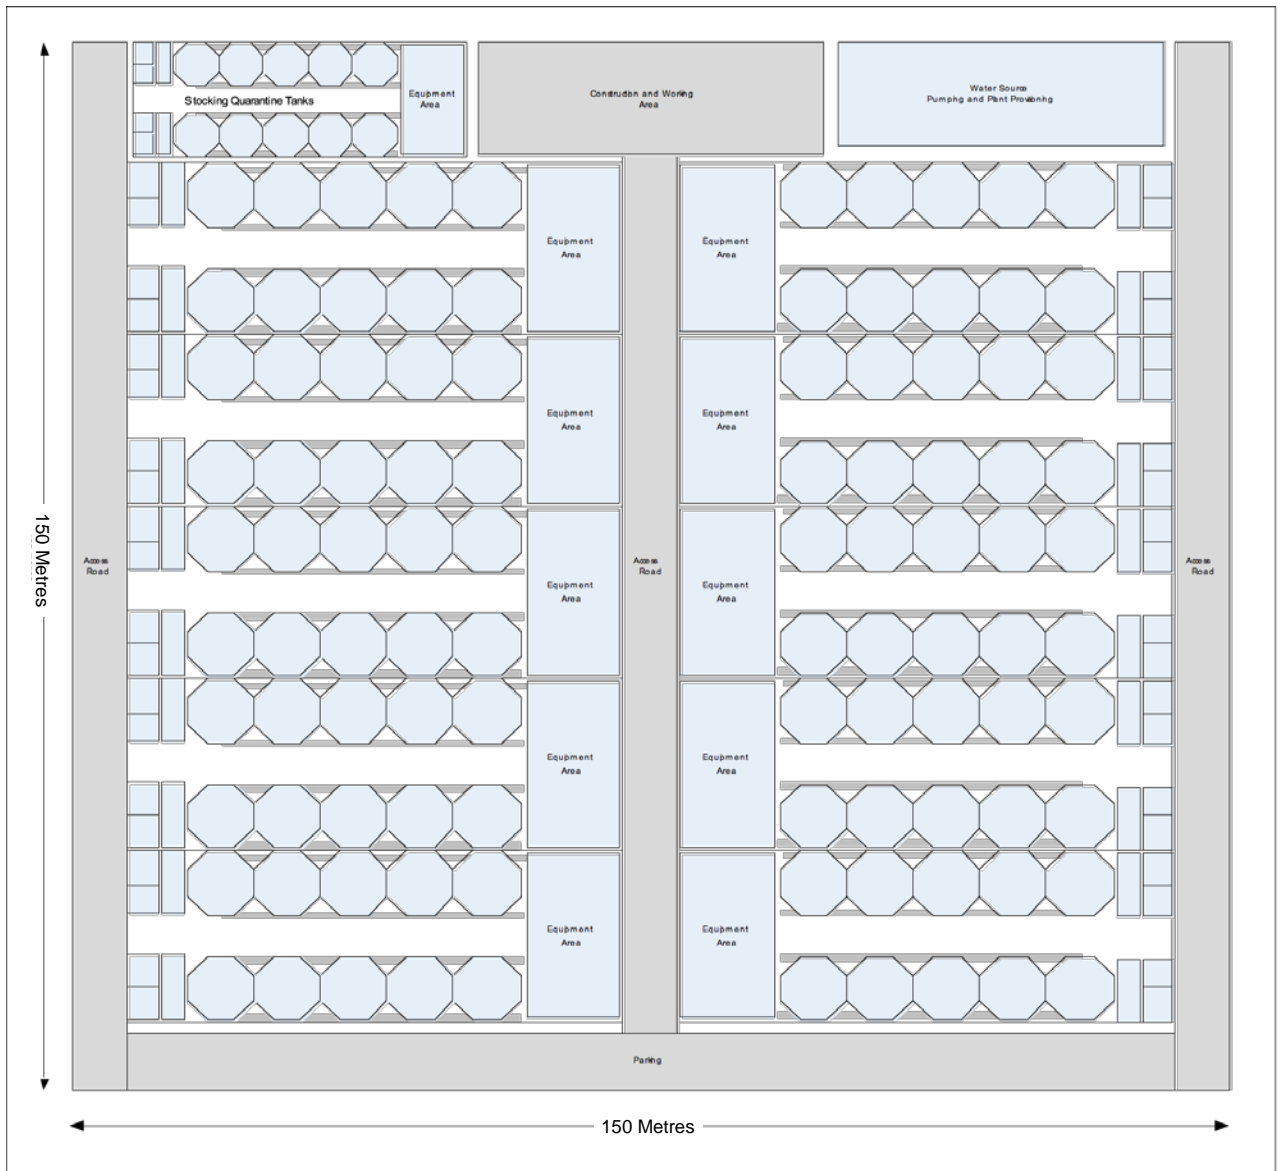 Stocking Quarantine Tanks
Equipment
Area
Construction and Working
Area
Water Source
Pumping and Plant Provisioning
Equipment
Area
Equipment
Area
Equipment
Area
Equipment
Area
150 Metres
Access
Road
Access
Road
Access
Road
Equipment
Area
Equipment
Area
Equipment
Area
Equipment
Area
Equipment
Area
Equipment
Area
Parking
150 Metres